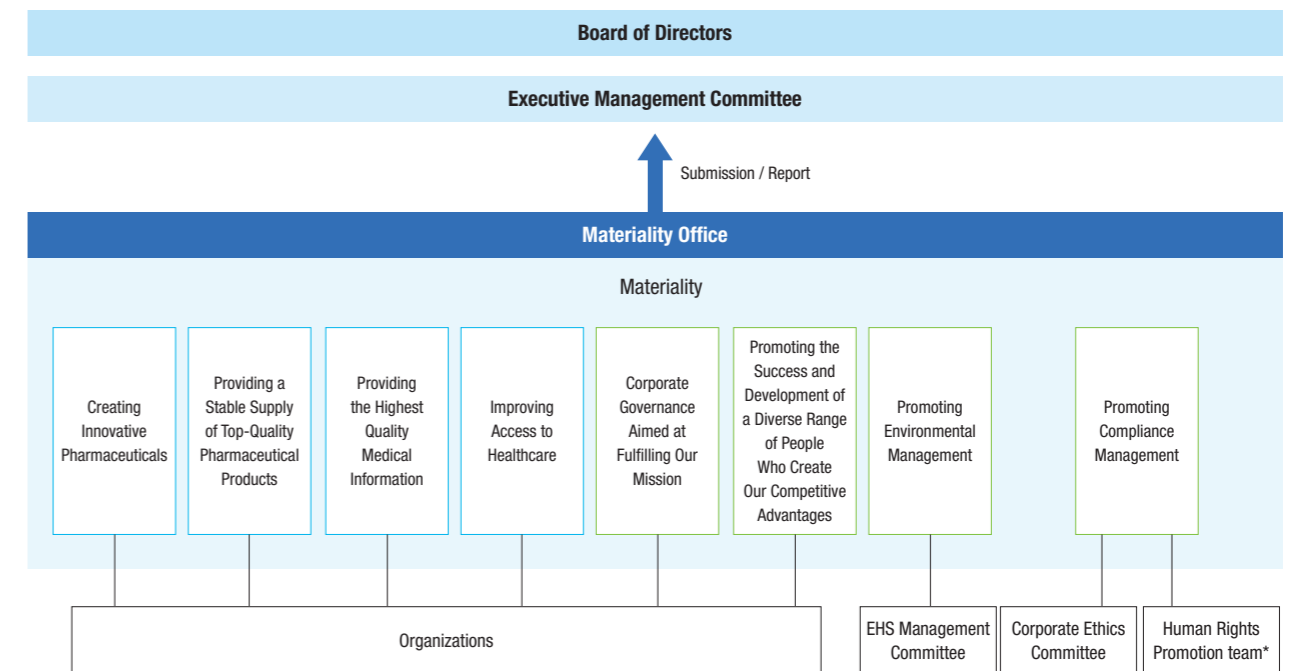 Board of Directors
Executive Management Committee
Submission / Report
Materiality Office
Materiality
Creating
Innovative
Pharmaceuticals
Providing a
Stable Supply
of Top-Quality
Pharmaceutical
Products
Providing
the Highest
Quality
Medical
Information
Improving
Access to
Healthcare
Corporate
Governance
Aimed at
Fulfilling Our
Mission
Promoting the
Success and
Development of
a Diverse Range
of People
Who Create
Our Competitive
Advantages
Promoting
Environmental
Management
Promoting
Compliance
Management
Organizations
EHS Management
Committee
Corporate Ethics
Committee
Human Rights
Promotion team*